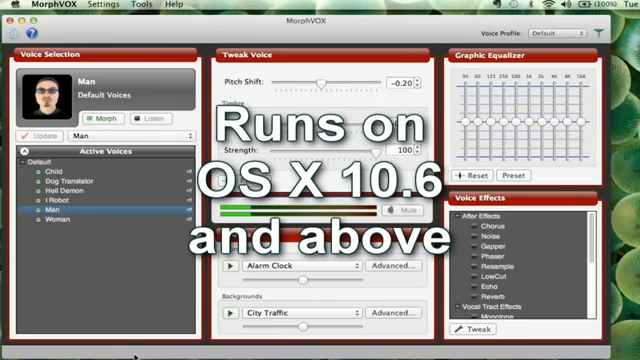 MorphVOX Settings Tools Help
(100%) Tue
MorphVOX
Voice Profile: Default
Voice Selection
Man
Default Voices
Morph Listen
Update Man
Active Voices
Default
Child
Dog Translator
Hell Demon
I Robot
Man
Woman
Tweak Voice
Pitch Shift: -0.20
Timbre
Strength: 100
Mute
Alarm Clock Advanced...
Backgrounds
City Traffic Advanced...
Graphic Equalizer
Reset Preset
Voice Effects
After Effects
Chorus
Noise
Gapper
Phaser
Resample
LowCut
Echo
Reverb
Vocal Tract Effects
Monotone
Tweak
Runs on
OS X 10.6
and above